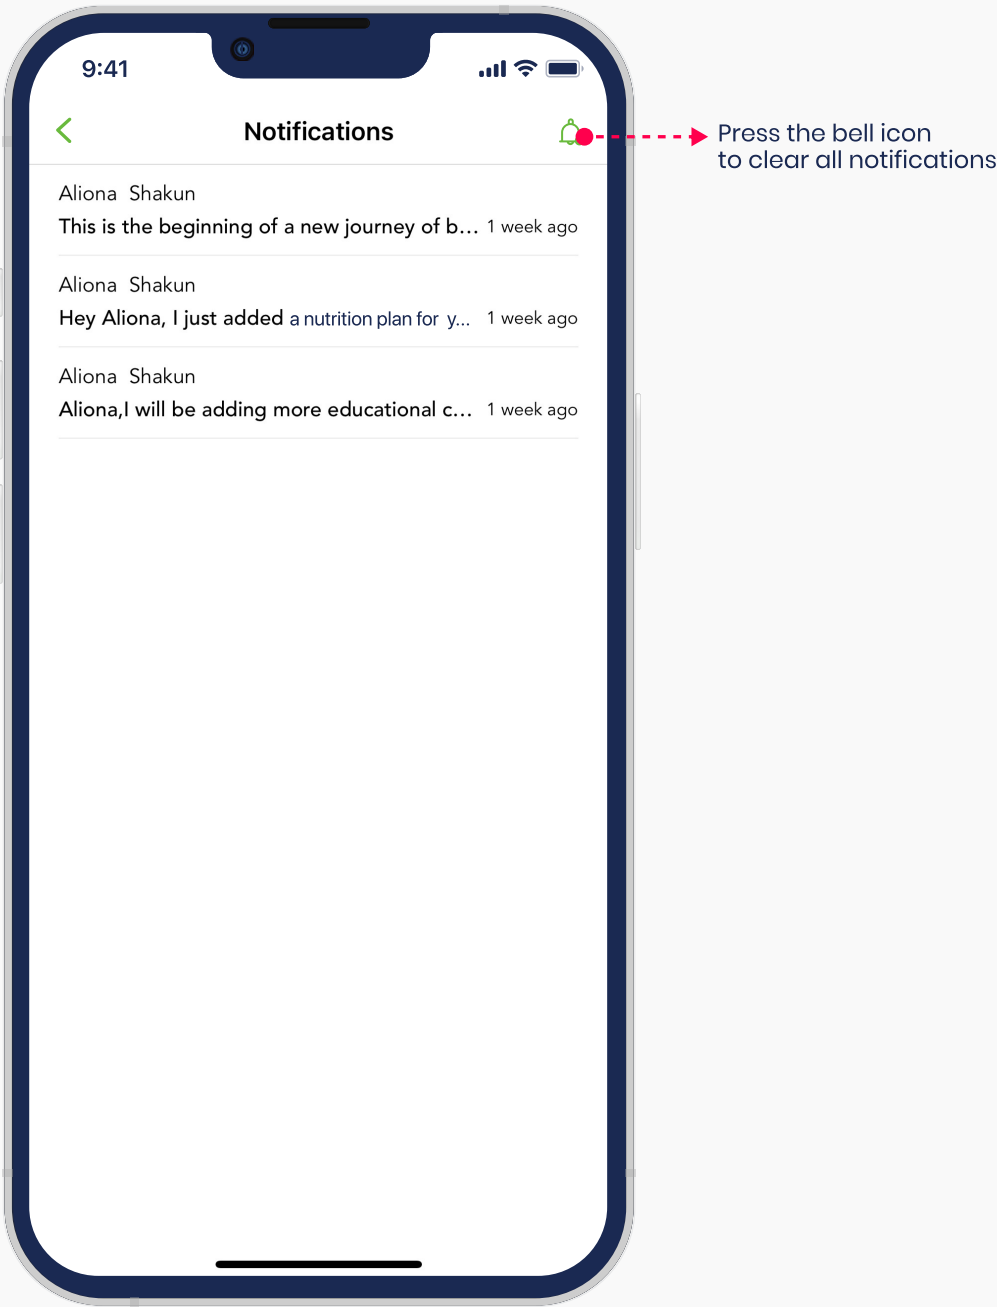 9:41
Notifications
Press the bell icon
to clear all notifications
Aliona Shakun
This is the beginning of a new journey of b... 1 week ago
Aliona Shakun
Hey Aliona, I just added a nutrition plan for y... 1 week ago
Aliona Shakun
Aliona,I will be adding more educational c... 1 week ago